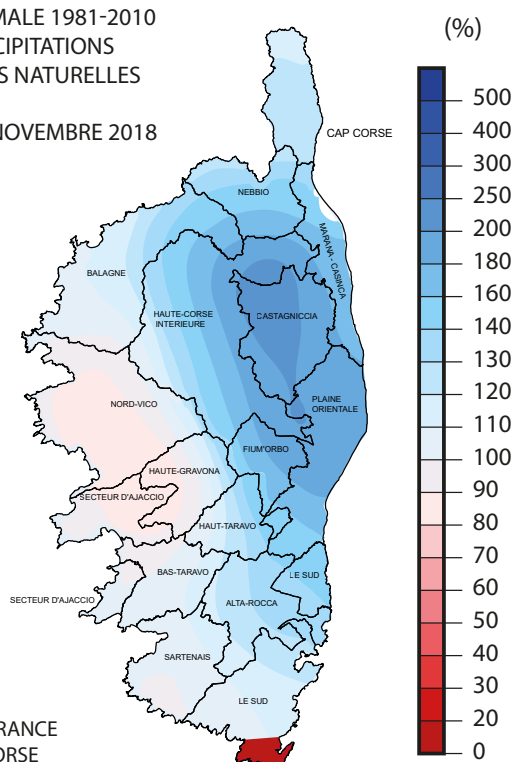 MALE 1981-2010
CIPITATIONS
S NATURELLES
NOVEMBRE 2018
(%)
CAP CORSE
NEBBIO
MARANA - CASINCA
BALAGNE
HAUTE-CORSE
INTERIEURE
CASTAGNICCIA
PLAINE
ORIENTALE
NORD-VICO
FIUM'ORBO
HAUTE-GRAVONA
SECTEUR D'AJACCIO
HAUT-TARAVO
BAS-TARAVO
LE SUD
SECTEUR D'AJACCIO
ALTA-ROCCA
SARTENAIS
LE SUD
RANCE
ORSE
500
400
300
250
200
180
160
140
130
120
110
100
90
80
70
60
50
40
30
20
0